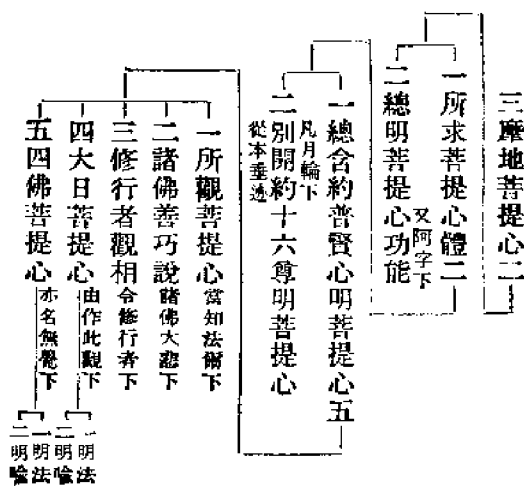 三摩地菩提心二
一所求菩提心體二
二總明菩提心功能
又阿字下
一總含約普賢心明菩提心五
凡月輪下
二別開約十六尊明菩提心
從本垂迹
一所觀菩提心
當知法爾下
二諸佛善巧說
諸佛大悲下
三修行者觀相
令修行者下
四大日菩提心
由作此觀下
一明法
二明喩
五四佛菩提心
亦名無覺下
一明法
二明喩